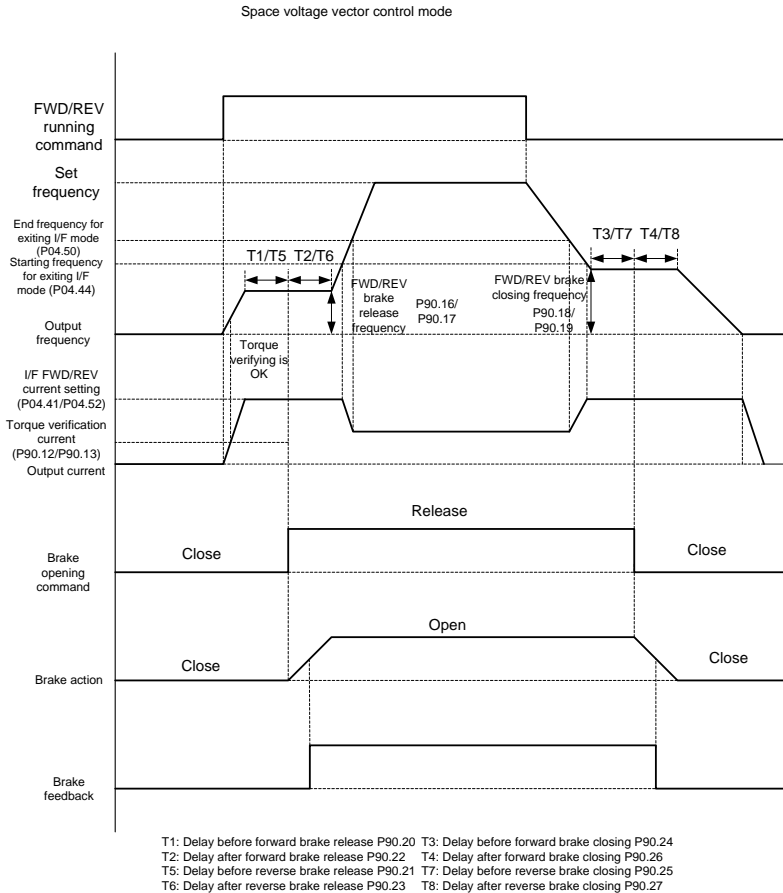 Space voltage vector control mode
FWD/REV
running
command
Set
frequency
End frequency for
exiting I/F mode
(P04.50)
Starting frequency
for exiting I/F
mode (P04.44)
T1/T5
T2/T6
T3/T7
T4/T8
FWD/REV
brake
release
frequency
P90.16/
P90.17
FWD/REV brake
closing frequency
P90.18/
P90.19
Output
frequency
Torque
verifying is
OK
I/F FWD/REV
current setting
(P04.41/P04.52)
Torque verification
current
(P90.12/P90.13)
Output current
Release
Close
Close
Brake
opening
command
Open
Close
Close
Brake action
Brake
feedback
T1: Delay before forward brake release P90.20 T3: Delay before forward brake closing P90.24
T2: Delay after forward brake release P90.22 T4: Delay after forward brake closing P90.26
T5: Delay before reverse brake release P90.21 T7: Delay before reverse brake closing P90.25
T6: Delay after reverse brake release P90.23 T8: Delay after reverse brake closing P90.27